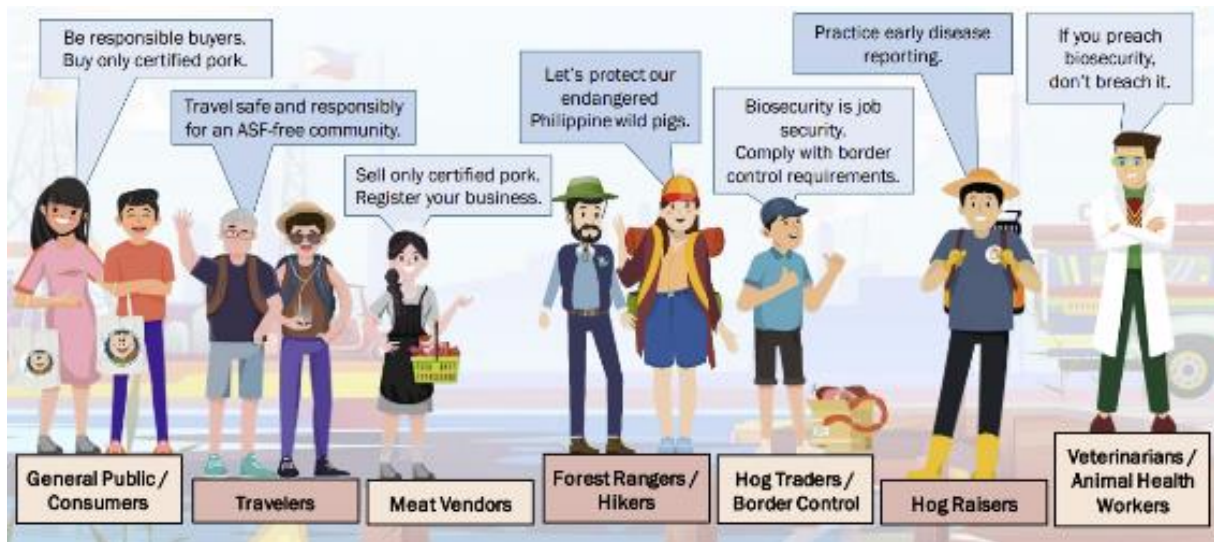 Be responsible buyers.
Buy only certified pork.
Travel safe and responsibly
for an ASF-free community.
Sell only certified pork.
Register your business.
Let's protect our
endangered
Philippine wild pigs.
Biosecurity is job
security.
Comply with border
control requirements.
Practice early disease
reporting.
If you preach
biosecurity,
don't breach it.
General Public /
Consumers
Travelers
Meat Vendors
Forest Rangers /
Hikers
Hog Traders /
Border Control
Hog Raisers
Veterinarians /
Animal Health
Workers